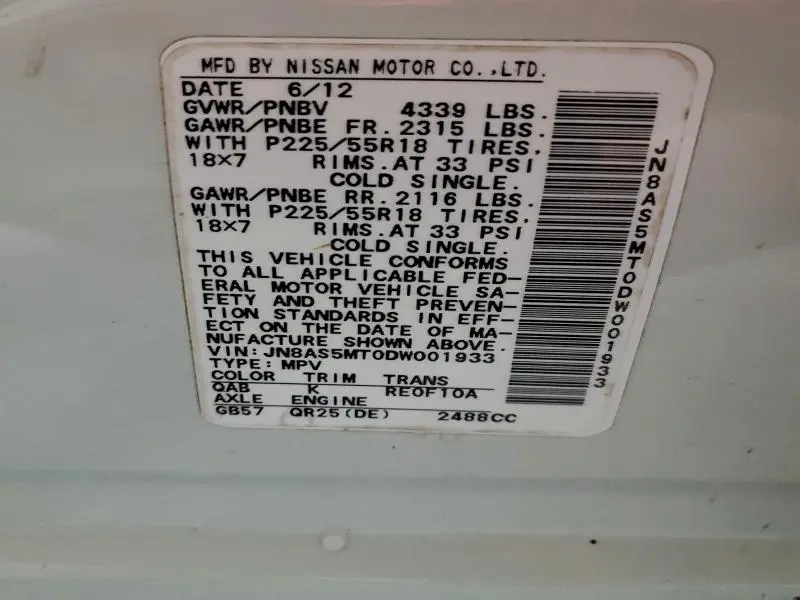 MFD BY NISSAN MOTOR CO.,LTD.
DATE 6/12
GVWR/PNBV 4339 LBS.
GAWR/PNBE FR.2315 LBS.
WITH P225/55R18 TIRES.
18X7 RIMS.AT 33 PSI
COLD SINGLE.
GAWR/PNBE RR.2116 LBS.
WITH P225/55R18 TIRES.
18X7 RIMS.AT 33 PSI
COLD SINGLE.
THIS VEHICLE CONFORMS
TO ALL APPLICABLE FED-
ERAL MOTOR VEHICLE SA-
FETY AND THEFT PREVEN-
TION STANDARDS IN EFF-
ECT ON THE DATE OF MA-
NUFACTURE SHOWN ABOVE.
VIN:JN8AS5MT0DW001933
TYPE: MPV
COLOR TRIM TRANS
QAB K RE0F10A
AXLE ENGINE
GB57 QR25(DE) 2488CC
JN8AS5MT0DW001933